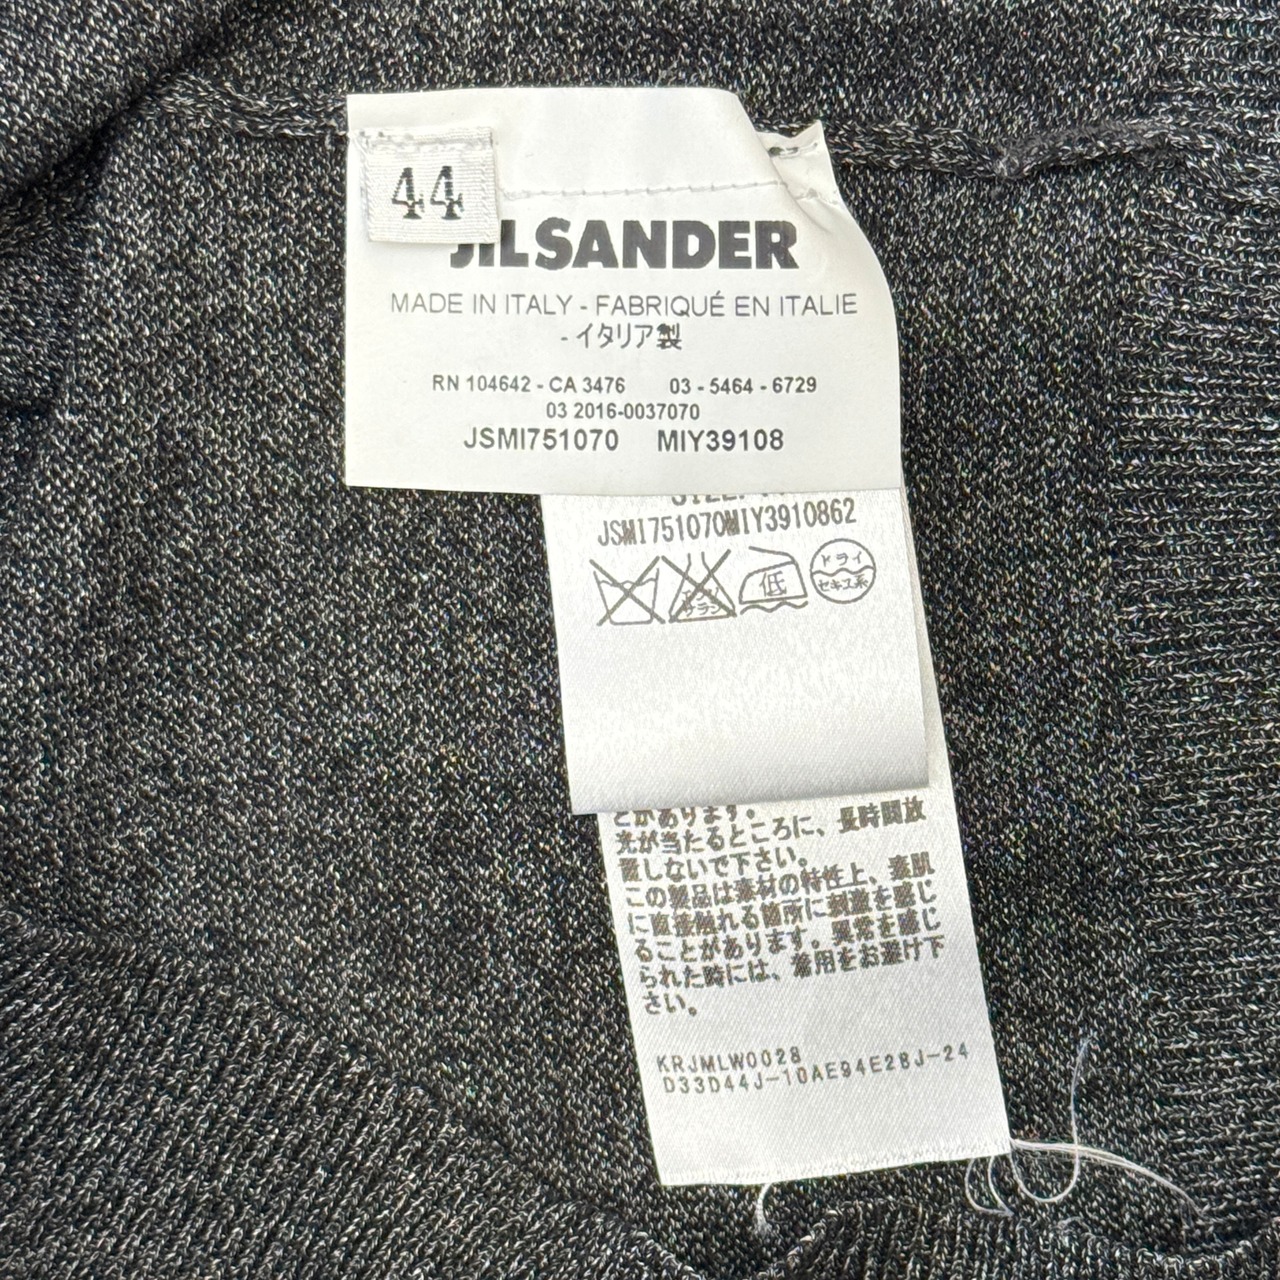 44
JIL SANDER
MADE IN ITALY - FABRIQUÉ EN ITALIE
- イタリア製
RN 104642 - CA 3476 03 - 5464 - 6729
03 2016-0037070
JSMI751070 MIY39108
JSMI751070MIY3910862
低
ドライ
セキユ系
とがあります。
光が当たるところに、長時間放
置しないで下さい。
この製品は素材の特性上、素肌
に直接触れる箇所に刺激を感じ
ることがあります。異常を感じ
られた時には、着用をお避け下
さい。
KRJMLW0028
D33D44J-10AE94E28J-24